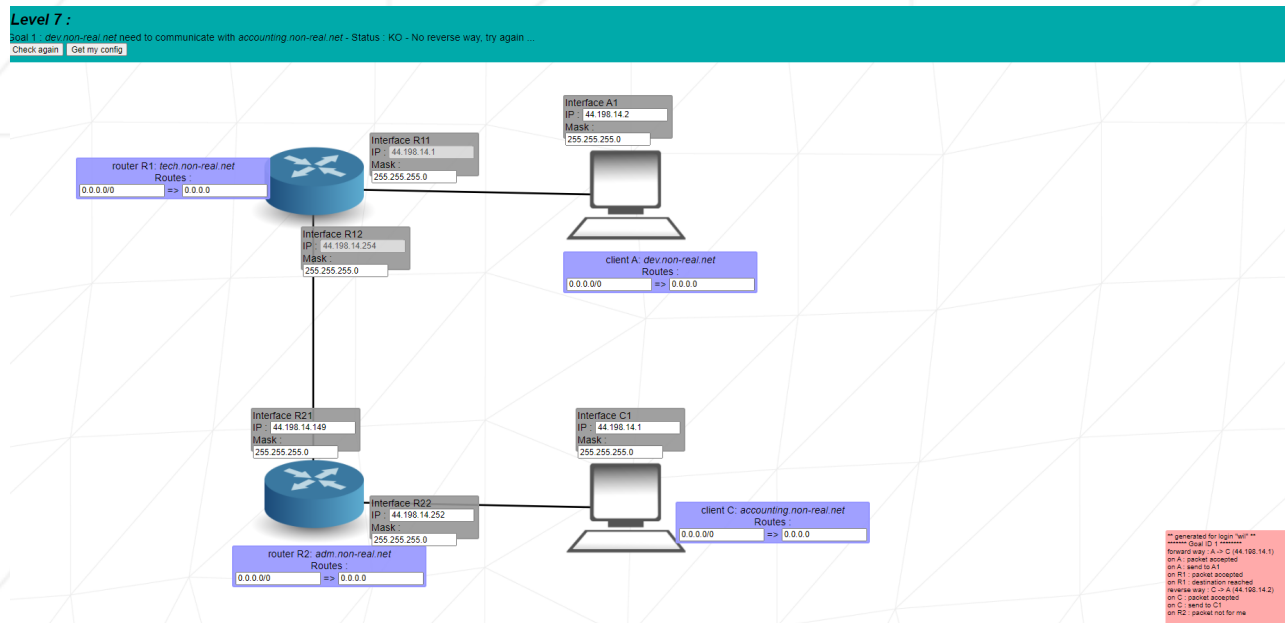 Level 7 :
Goal 1 : dev.non-real.net need to communicate with accounting.non-real.net - Status : KO - No reverse way, try again ...
Check again Get my config
Interface A1
IP : 44.198.14.2
Mask :
255.255.255.0
Interface R11
IP : 44.198.14.1
Mask :
255.255.255.0
router R1: tech.non-real.net
Routes :
0.0.0.0/0 => 0.0.0.0
Interface R12
IP : 44.198.14.254
Mask :
255.255.255.0
client A: dev.non-real.net
Routes :
0.0.0.0/0 => 0.0.0.0
Interface R21
IP : 44.198.14.149
Mask :
255.255.255.0
Interface C1
IP : 44.198.14.1
Mask :
255.255.255.0
Interface R22
IP : 44.198.14.252
Mask :
255.255.255.0
client C: accounting.non-real.net
Routes :
0.0.0.0/0 => 0.0.0.0
router R2: adm.non-real.net
Routes :
0.0.0.0/0 => 0.0.0.0
** generated for login "wil" **
******* Goal ID 1 ********
forward way : A -> C (44.198.14.1)
on A : packet accepted
on A : send to A1
on R1 : packet accepted
on R1 : destination reached
reverse way : C -> A (44.198.14.2)
on C : packet accepted
on C : send to C1
on R2 : packet not for me